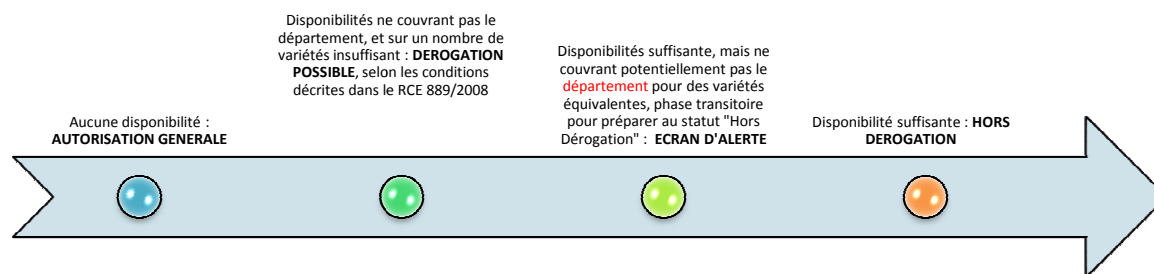 Aucune disponibilité :
AUTORISATION GENERALE
Disponibilités ne couvrant pas le
département, et sur un nombre de
variétés insuffisant : DEROGATION
POSSIBLE, selon les conditions
décrites dans le RCE 889/2008
Disponibilités suffisante, mais ne
couvrant potentiellement pas le
département pour des variétés
équivalentes, phase transitoire
pour préparer au statut "Hors
Dérogation" : ECRAN D'ALERTE
Disponibilité suffisante : HORS
DEROGATION